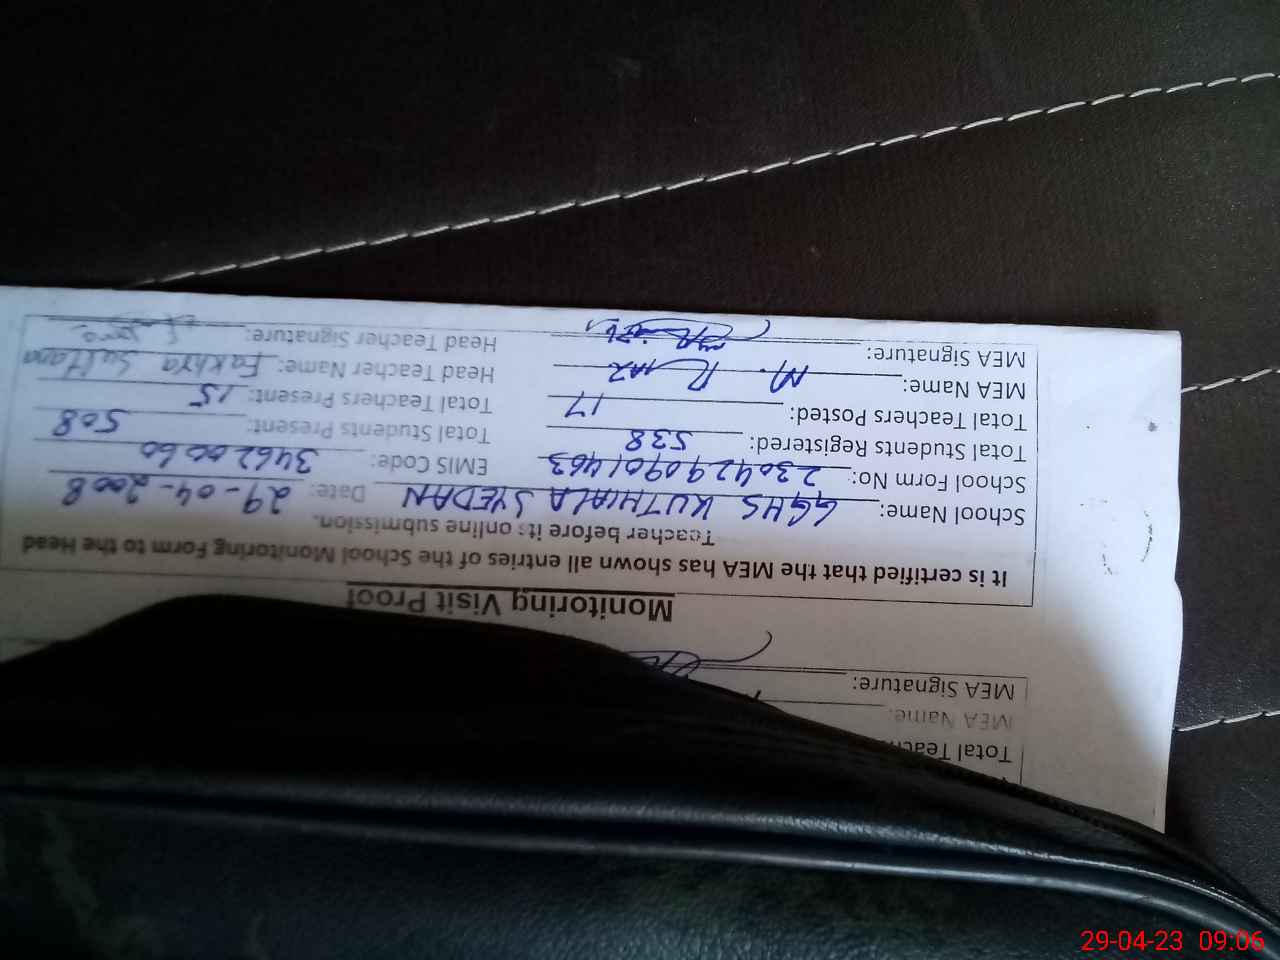 Total Teac
MEA Name:
MEA Signature:
Monitoring Visit Proof
It is certified that the MEA has shown all entries of the School Monitoring Form to the Head
Teacher before its online submission.
School Name: GGHS KUTHIALA SYEDAN Date: 29-04-2008
School Form No: 2304290901463 EMIS Code: 34620060
Total Students Registered: 538 Total Students Present: 508
Total Teachers Posted: 17 Total Teachers Present: 15
MEA Name: M. Riaz Head Teacher Name: Fakhra Sultana
MEA Signature: Head Teacher Signature:
29-04-23 09:06